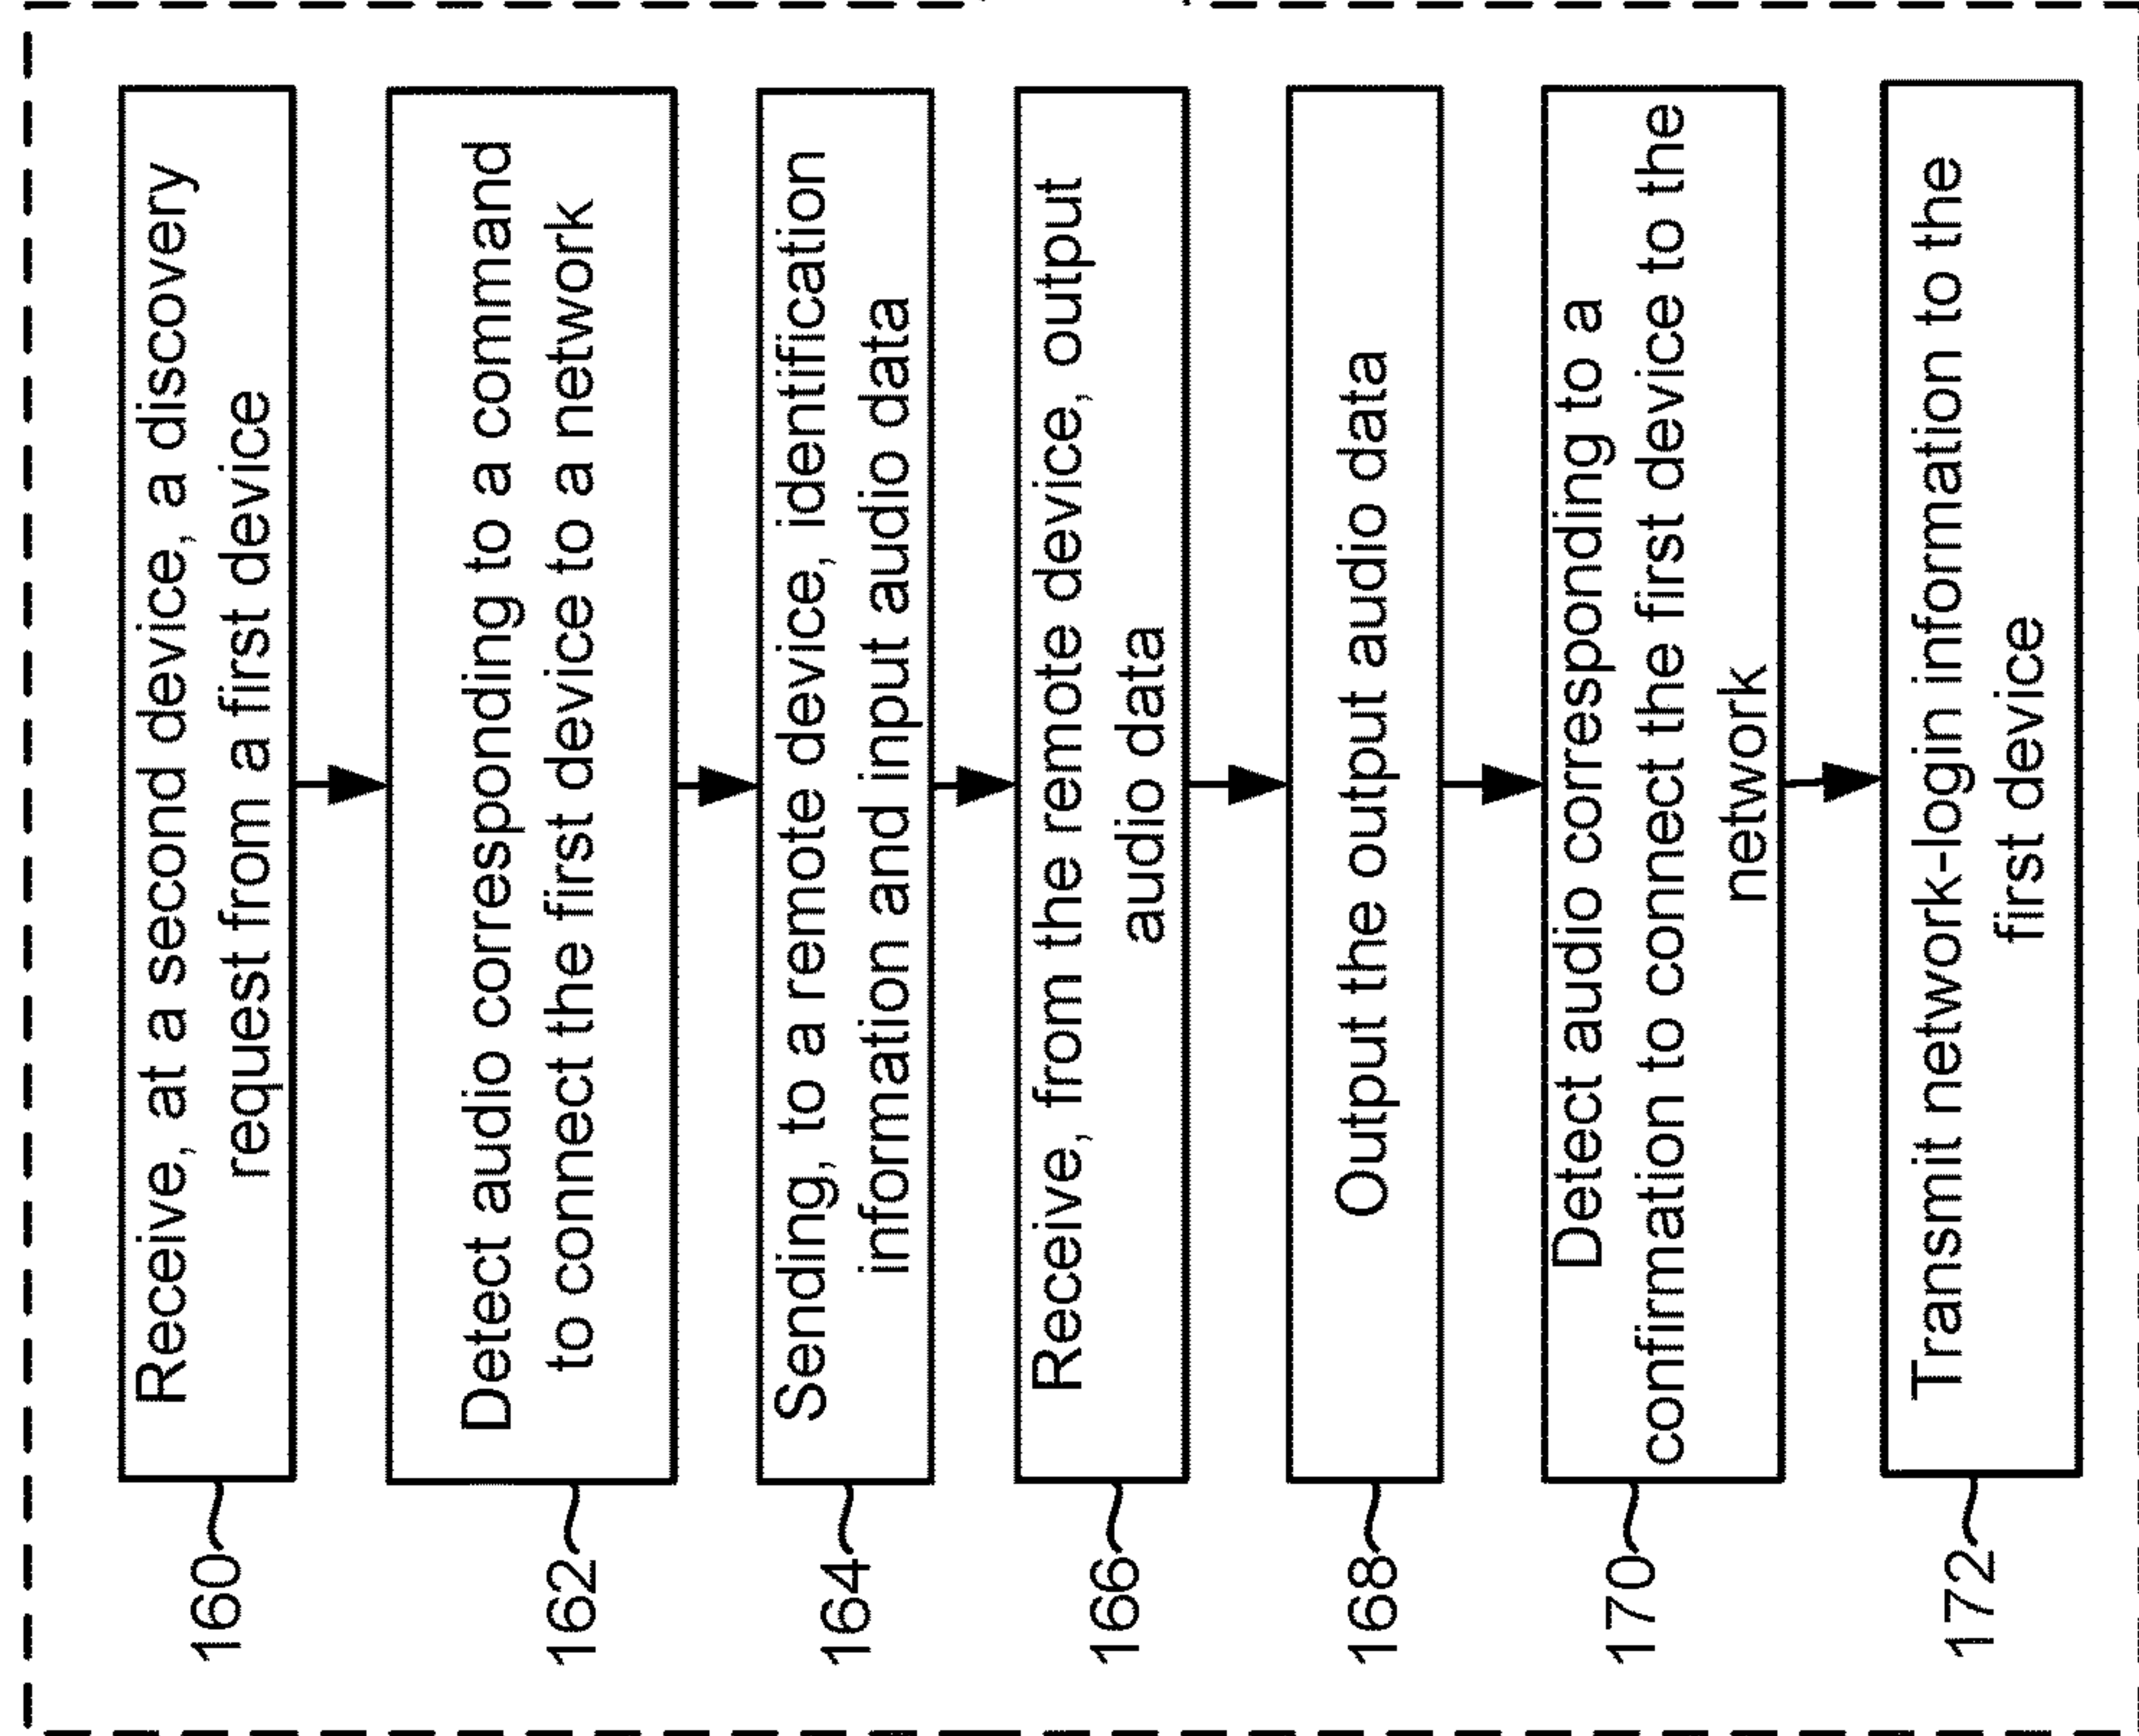 160
Receive, at a second device, a discovery
request from a first device
162
Detect audio corresponding to a command
to connect the first device to a network
164
Sending, to a remote device, identification
information and input audio data
166
Receive, from the remote device, output
audio data
168
Output the output audio data
170
Detect audio corresponding to a
confirmation to connect the first device to the
network
172
Transmit network-login information to the
first device